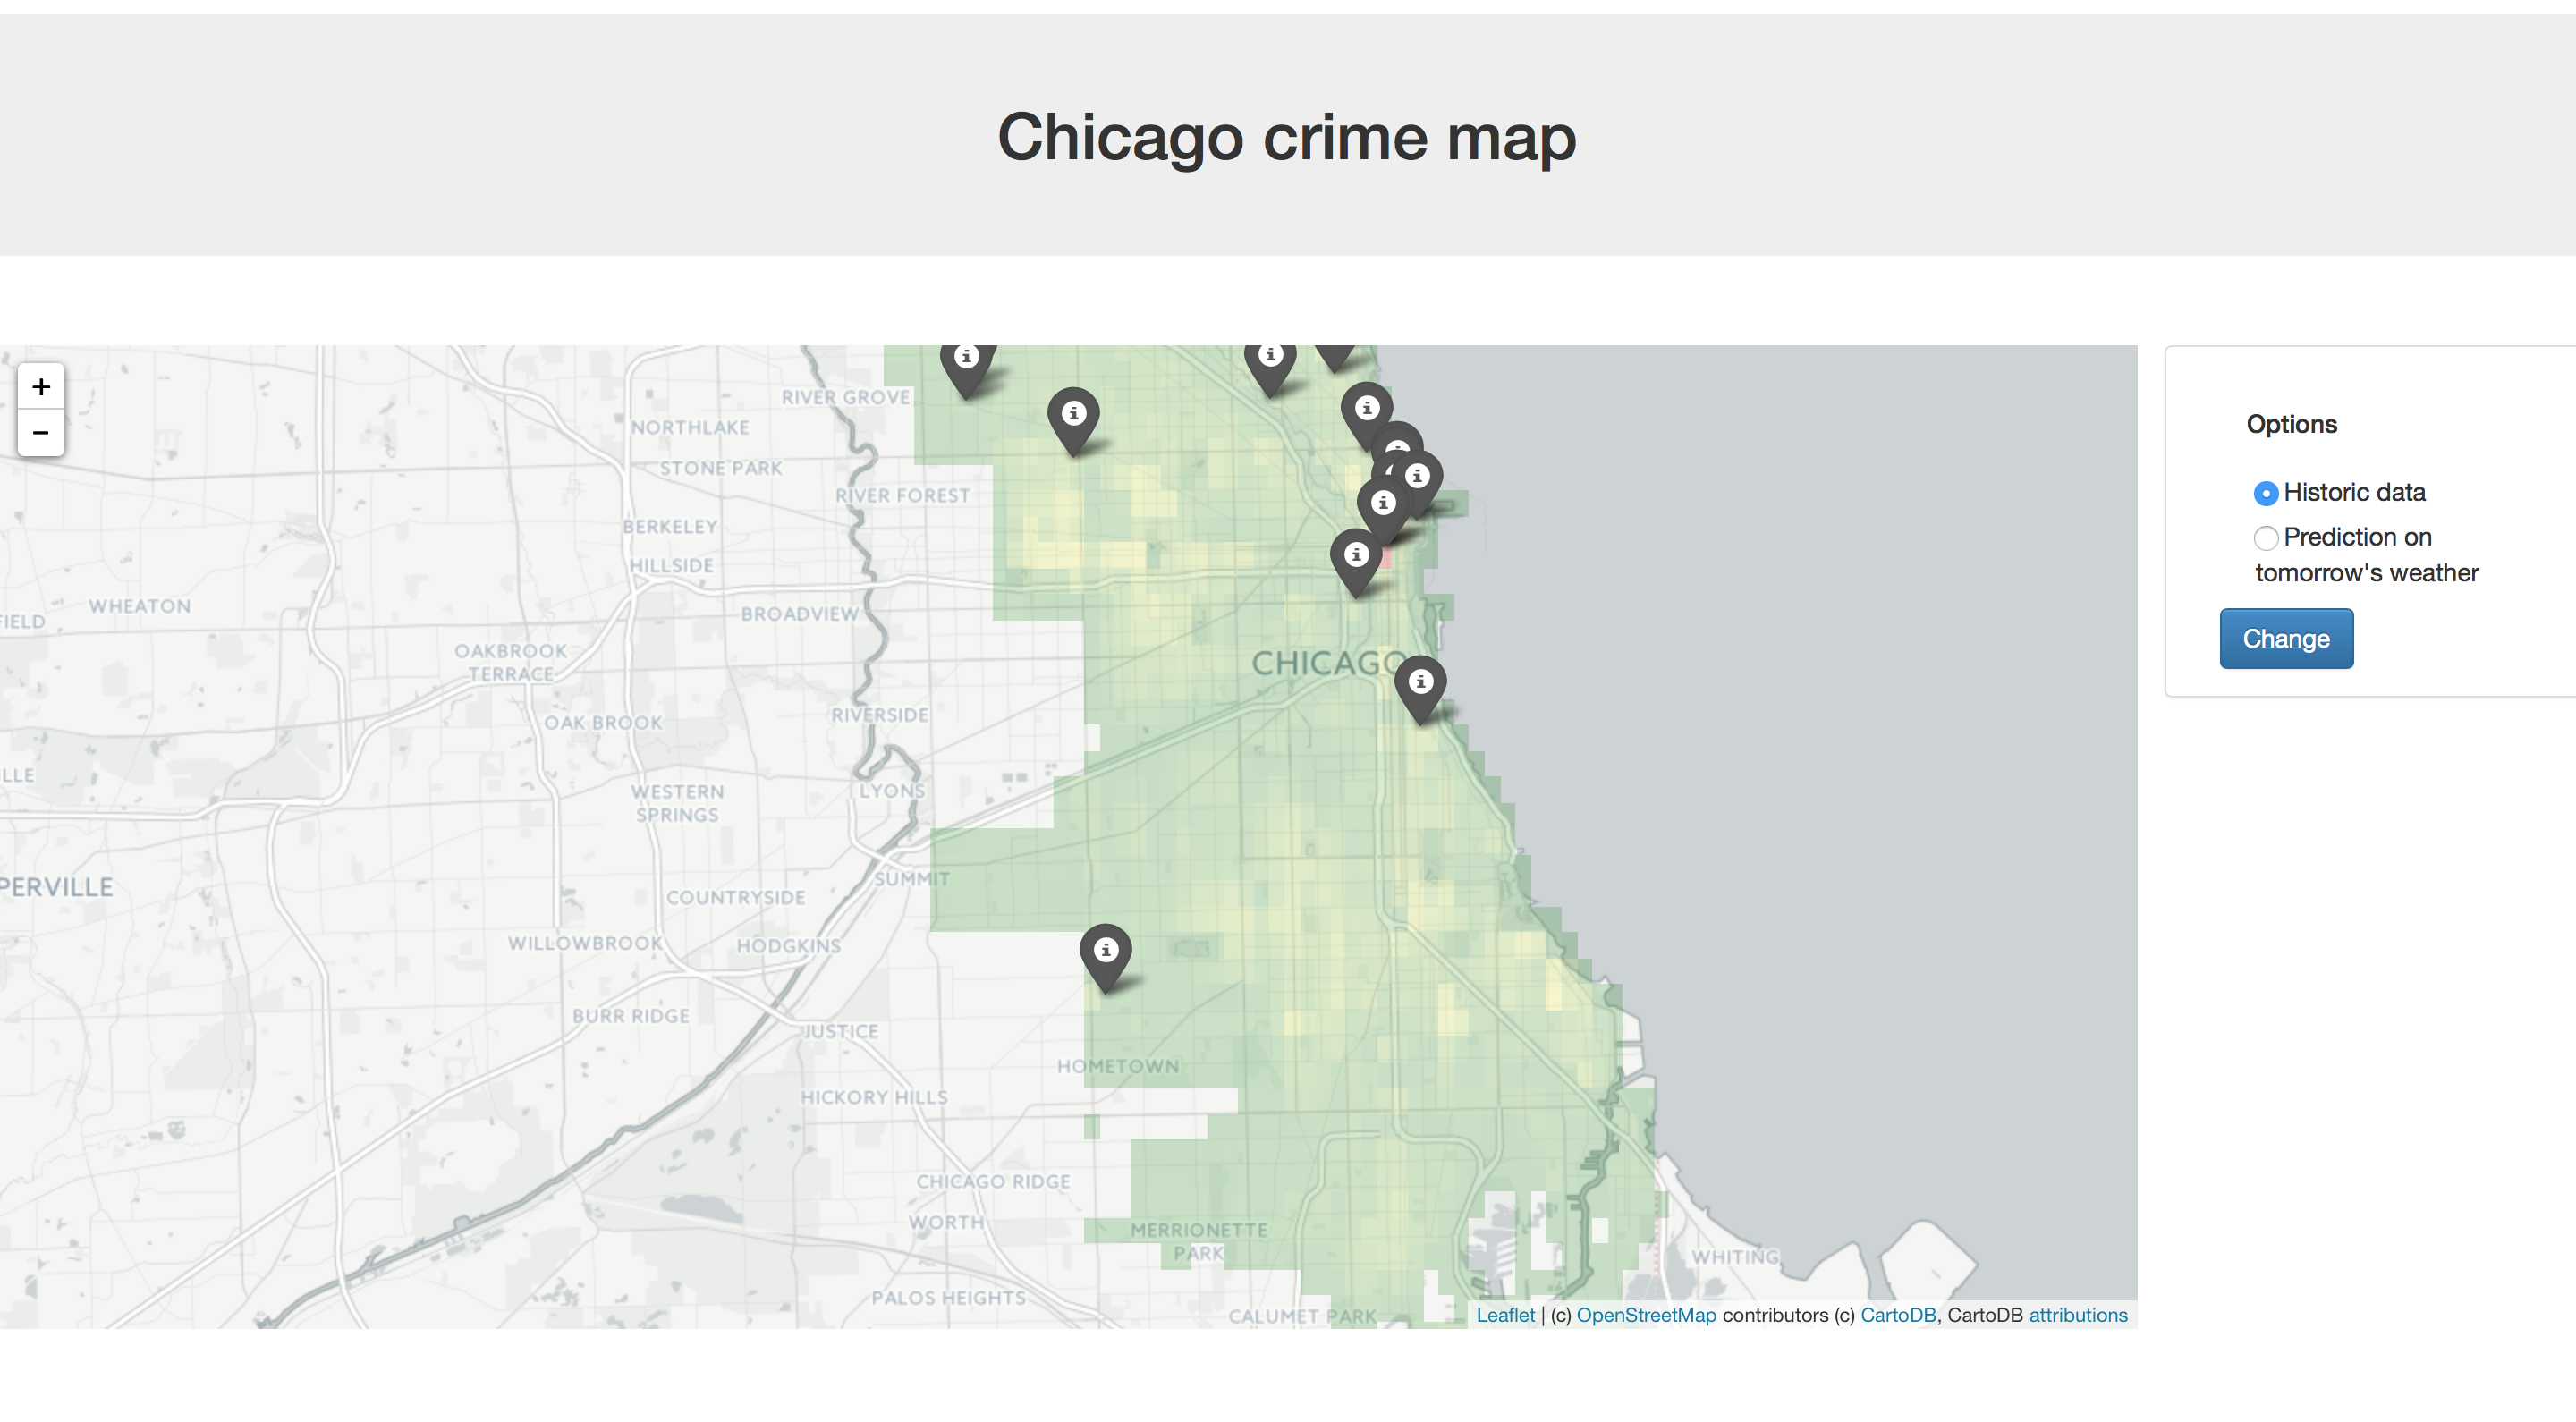 Chicago crime map
+
−
RIVER GROVE
NORTHLAKE
STONE PARK
RIVER FOREST
BERKELEY
HILLSIDE
WHEATON
BROADVIEW
FIELD
OAKBROOK
TERRACE
CHICAGO
OAK BROOK
RIVERSIDE
LLE
WESTERN
SPRINGS
LYONS
PERVILLE
SUMMIT
COUNTRYSIDE
WILLOWBROOK
HODGKINS
BURR RIDGE
JUSTICE
HOMETOWN
HICKORY HILLS
CHICAGO RIDGE
WORTH
MERRIONETTE
PARK
WHITING
PALOS HEIGHTS
CALUMET PARK
Leaflet | (c) OpenStreetMap contributors (c) CartoDB, CartoDB attributions
Options
Historic data
Prediction on
tomorrow's weather
Change